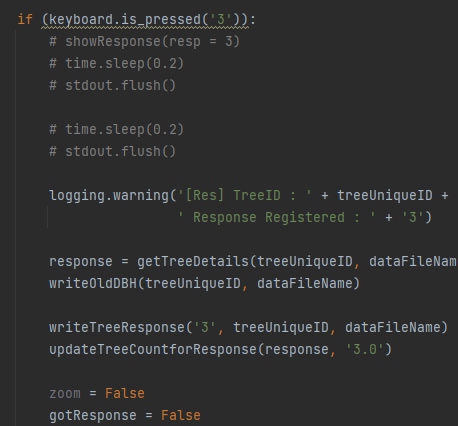 if (keyboard.is_pressed('3')):
# showResponse(resp = 3)
# time.sleep(0.2)
# stdout.flush()
# time.sleep(0.2)
# stdout.flush()
logging.warning('[Res] TreeID : ' + treeUniqueID +
' Response Registered : ' + '3')
response = getTreeDetails(treeUniqueID, dataFileNam
writeOldDBH(treeUniqueID, dataFileName)
writeTreeResponse('3', treeUniqueID, dataFileName)
updateTreeCountforResponse(response, '3.0')
zoom = False
gotResponse = False